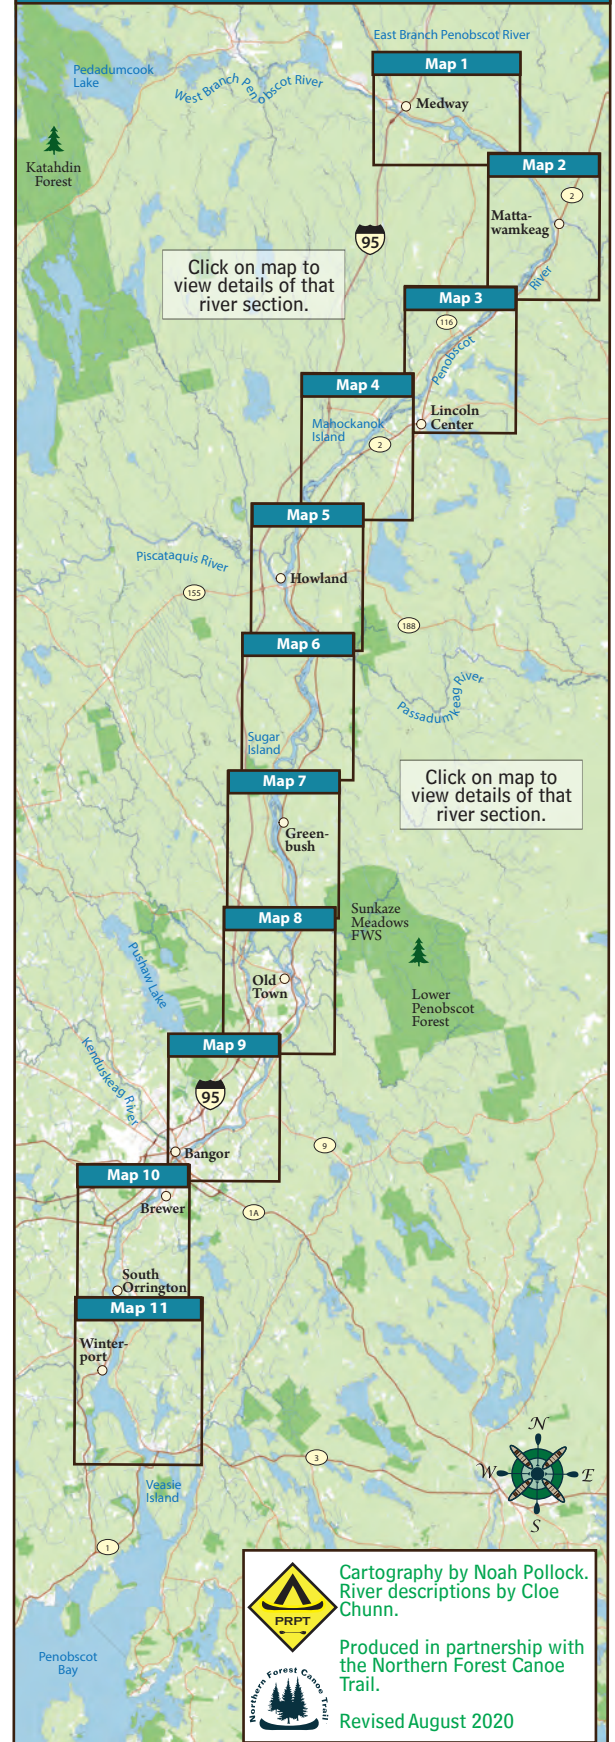 East Branch Penobscot River
Map 1
Pedadumcook
Lake
West Branch Penobscot River
Medway
Katahdin
Forest
Map 2
2
Matta-
wamkeag
95
Click on map to
view details of that
river section.
River
Map 3
116
Penobscot
Map 4
Lincoln
Center
Mahockanok
Island
2
Map 5
Piscataquis River
Howland
155
188
Map 6
Passadumkeag River
Sugar
Island
Map 7
Click on map to
view details of that
river section.
Green-
bush
Map 8
Sunkaze
Meadows
FWS
Pushaw Lake
Old
Town
Lower
Penobscot
Forest
Map 9
Kenduskeag River
95
9
Bangor
Map 10
Brewer
1A
South
Orrington
Map 11
Winter-
port
N
W
E
S
3
Veasie
Island
1
Penobscot
Bay
PRPT
Cartography by Noah Pollock.
River descriptions by Cloe
Chunn.
Produced in partnership with
the Northern Forest Canoe
Trail.
Northern Forest Canoe Trail
Revised August 2020